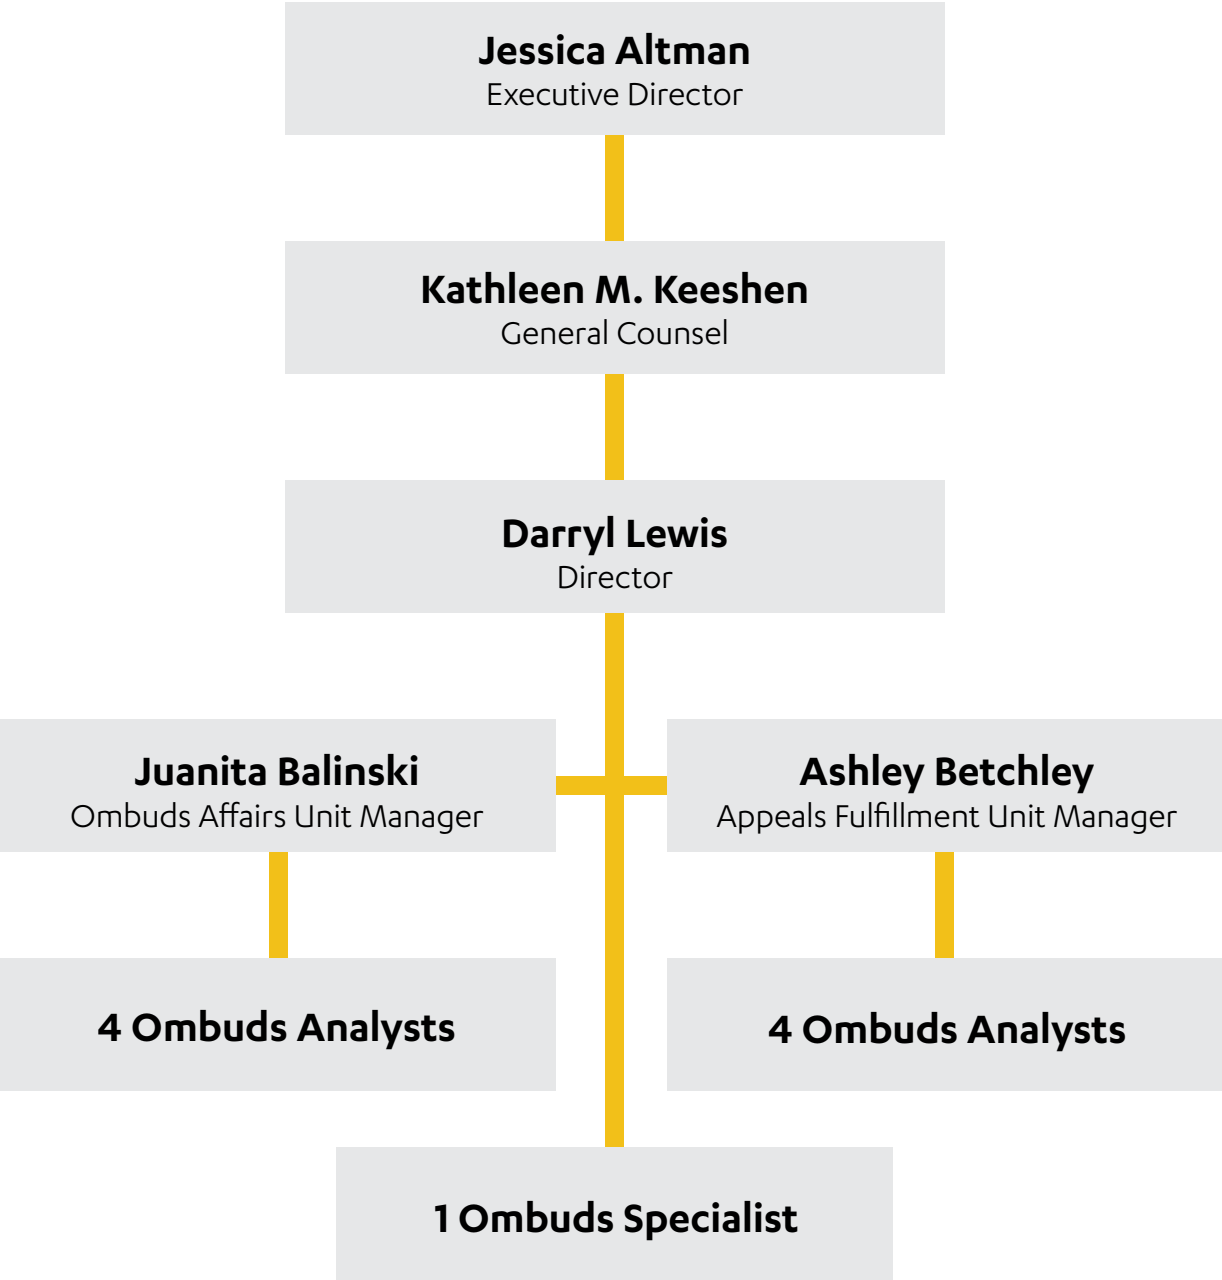 Jessica Altman
Executive Director
Kathleen M. Keeshen
General Counsel
Darryl Lewis
Director
Juanita Balinski
Ombuds Affairs Unit Manager
Ashley Betchley
Appeals Fulfillment Unit Manager
4 Ombuds Analysts
4 Ombuds Analysts
1 Ombuds Specialist